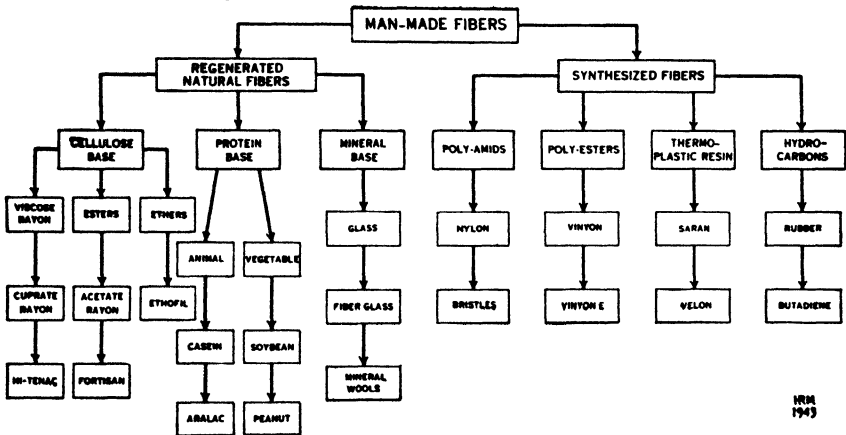 MAN-MADE FIBERS
REGENERATED
NATURAL FIBERS
SYNTHESIZED FIBERS
CELLULOSE
BASE
PROTEIN
BASE
MINERAL
BASE
POLY-AMIDS
POLY-ESTERS
THERMO-
PLASTIC RESIN
HYDRO-
CARBONS
VISCOSE
RAYON
ESTERS
ETHERS
GLASS
NYLON
VINYON
SARAN
RUBBER
ANIMAL
VEGETABLE
CUPRATE
RAYON
ACETATE
RAYON
ETHOFIL
FIBER GLASS
BRISTLES
VINYON E
VELON
BUTADIENE
CASEIN
SOYBEAN
HI-TENAC
FORTISAN
MINERAL
WOOLS
ARALAC
PEANUT
HRM
1943